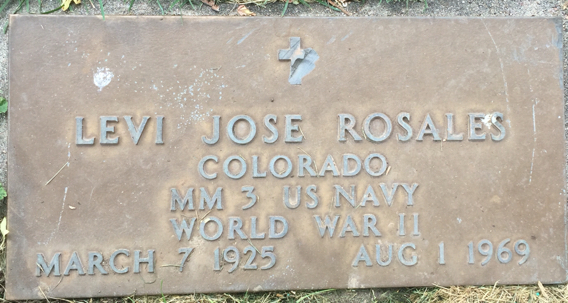 LEVI JOSE ROSALES
COLORADO
MM 3 US NAVY
WORLD WAR II
MARCH 7 1925 AUG 1 1969